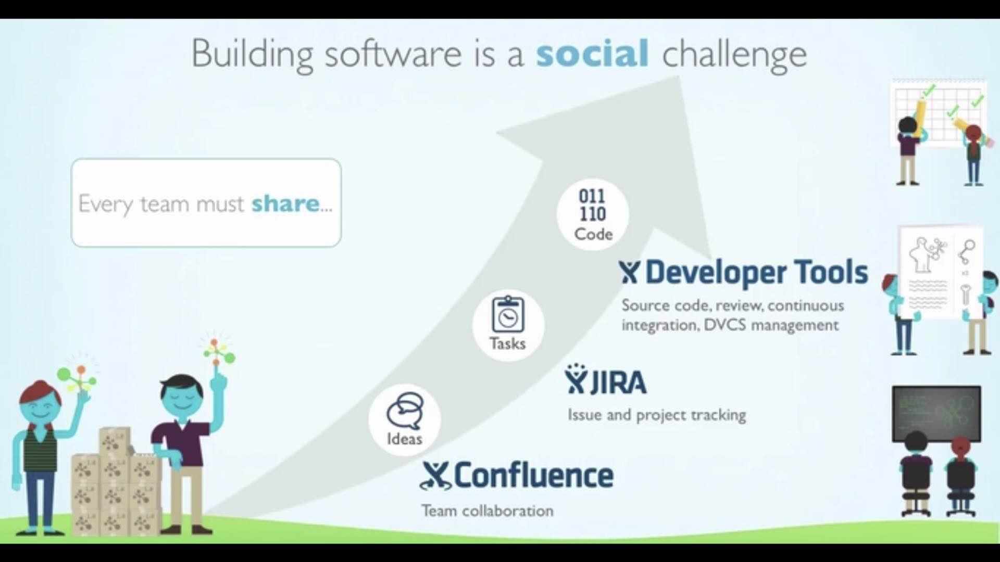 Building software is a social challenge
Every team must share...
011
110
Code
Developer Tools
Source code, review, continuous
integration, DVCS management
Tasks
JIRA
Issue and project tracking
Ideas
Confluence
Team collaboration